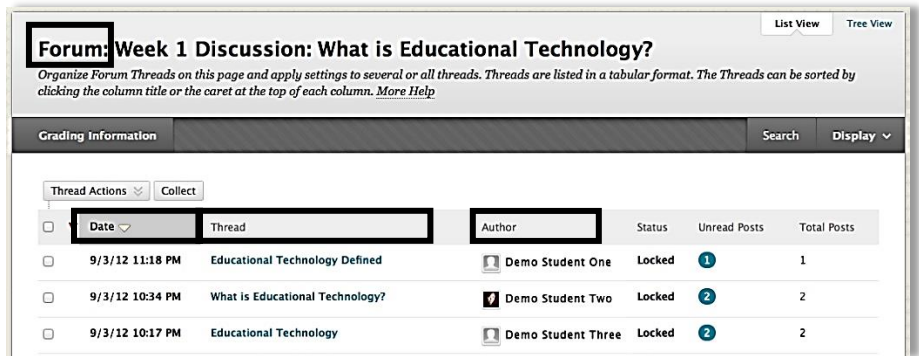 List View Tree View
Forum: Week 1 Discussion: What is Educational Technology?
Organize Forum Threads on this page and apply settings to several or all threads. Threads are listed in a tabular format. The Threads can be sorted by
clicking the column title or the caret at the top of each column. More Help
Grading Information Search Display
Thread Actions Collect
Date Thread Author Status Unread Posts Total Posts
9/3/12 11:18 PM Educational Technology Defined Demo Student One Locked 1 1
9/3/12 10:34 PM What is Educational Technology? Demo Student Two Locked 2 2
9/3/12 10:17 PM Educational Technology Demo Student Three Locked 2 2